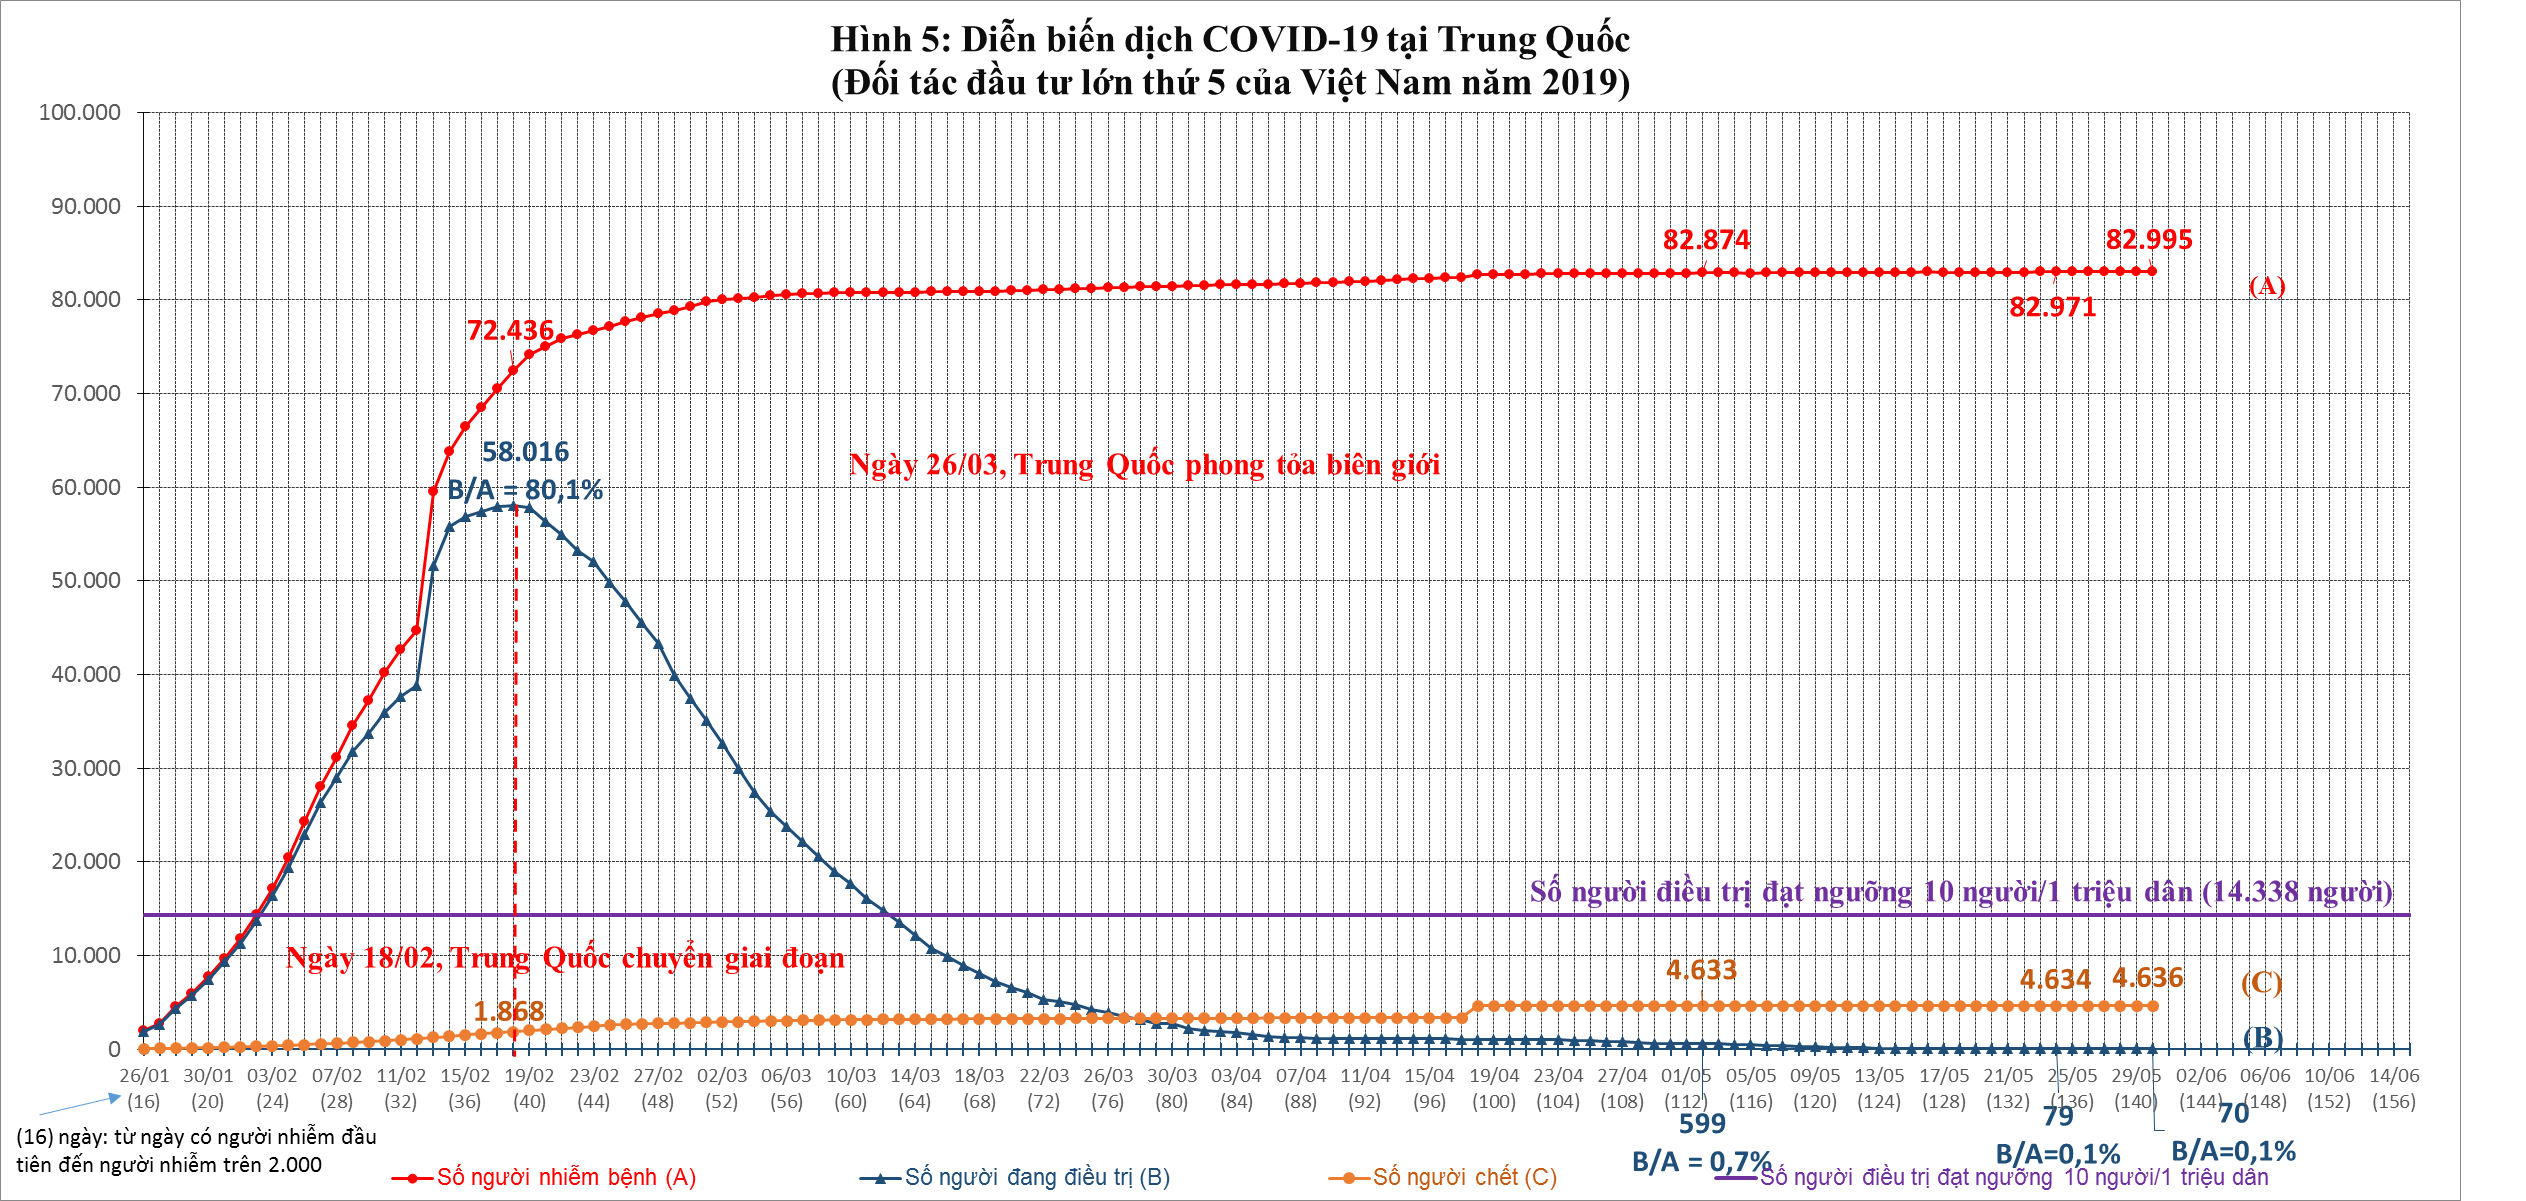 Hình 5: Diễn biến dịch COVID-19 tại Trung Quốc
(Đối tác đầu tư lớn thứ 5 của Việt Nam năm 2019)
100.000
90.000
80.000
70.000
60.000
50.000
40.000
30.000
20.000
10.000
0
82.874
82.995
(A)
82.971
72.436
58.016
B/A = 80,1%
Ngày 26/03, Trung Quốc phong tỏa biên giới
Số người điều trị đạt ngưỡng 10 người/1 triệu dân (14.338 người)
Ngày 18/02, Trung Quốc chuyển giai đoạn
1.868
4.633
4.634
4.636
(C)
(B)
26/01 30/01 03/02 07/02 11/02 15/02 19/02 23/02 27/02 02/03 06/03 10/03 14/03 18/03 22/03 26/03 30/03 03/04 07/04 11/04 15/04 19/04 23/04 27/04 01/05 05/05 09/05 13/05 17/05 21/05 25/05 29/05 02/06 06/06 10/06 14/06
(16) (20) (24) (28) (32) (36) (40) (44) (48) (52) (56) (60) (64) (68) (72) (76) (80) (84) (88) (92) (96) (100) (104) (108) (112) (116) (120) (124) (128) (132) (136) (140) (144) (148) (152) (156)
599
B/A = 0,7%
79
B/A=0,1%
70
B/A=0,1%
(16) ngày: từ ngày có người nhiễm đầu
tiên đến người nhiễm trên 2.000
Số người nhiễm bệnh (A)
Số người đang điều trị (B)
Số người chết (C)
Số người điều trị đạt ngưỡng 10 người/1 triệu dân